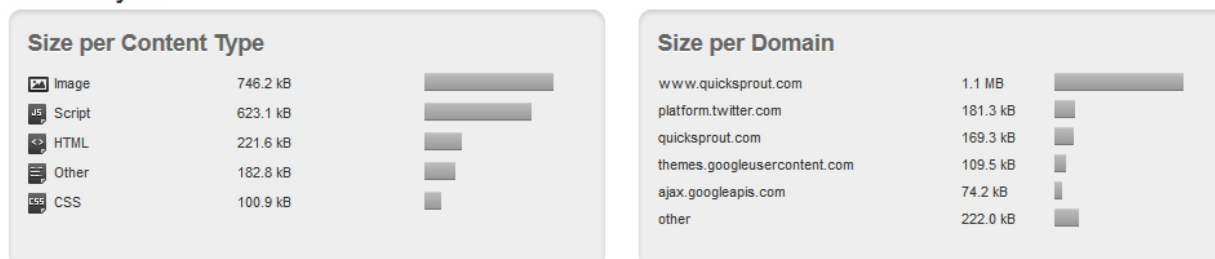 Size per Content Type
Image 746.2 kB
JS Script 623.1 kB
HTML 221.6 kB
Other 182.8 kB
CSS CSS 100.9 kB
Size per Domain
www.quicksprout.com 1.1 MB
platform.twitter.com 181.3 kB
quicksprout.com 169.3 kB
themes.googleusercontent.com 109.5 kB
ajax.googleapis.com 74.2 kB
other 222.0 kB